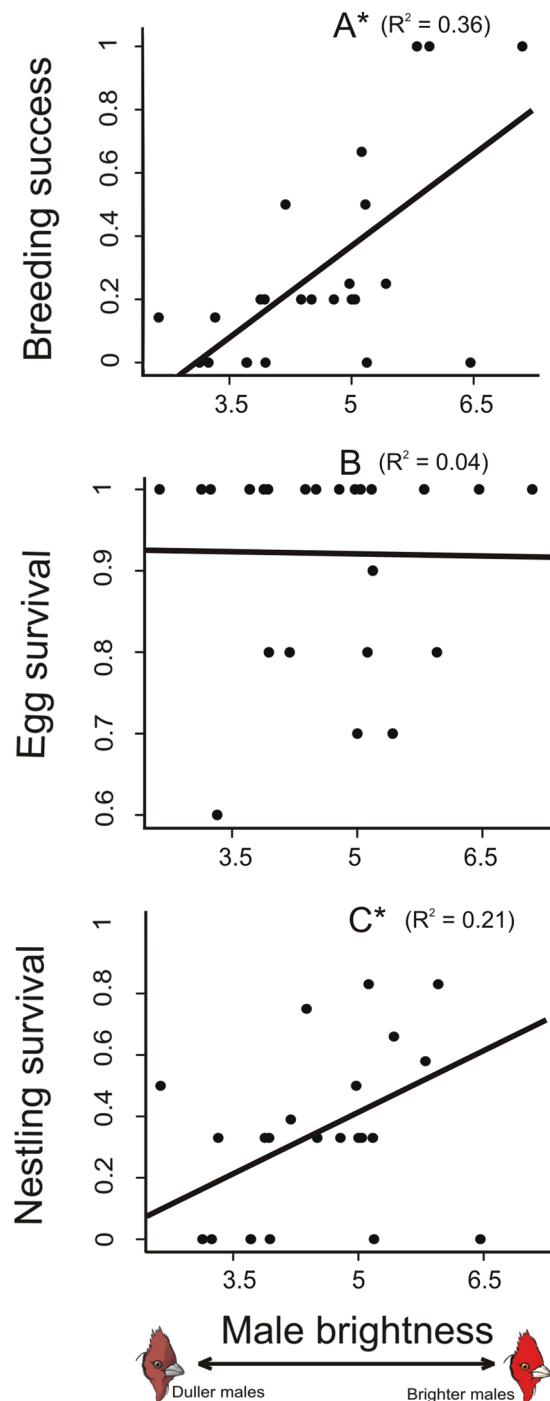 A* (R² = 0.36)
Breeding success
1
0.8
0.6
0.4
0.2
0
3.5 5 6.5
B (R² = 0.04)
Egg survival
1
0.9
0.8
0.7
0.6
3.5 5 6.5
C* (R² = 0.21)
Nestling survival
1
0.8
0.6
0.4
0.2
0
3.5 5 6.5
Male brightness
Duller males Brighter males